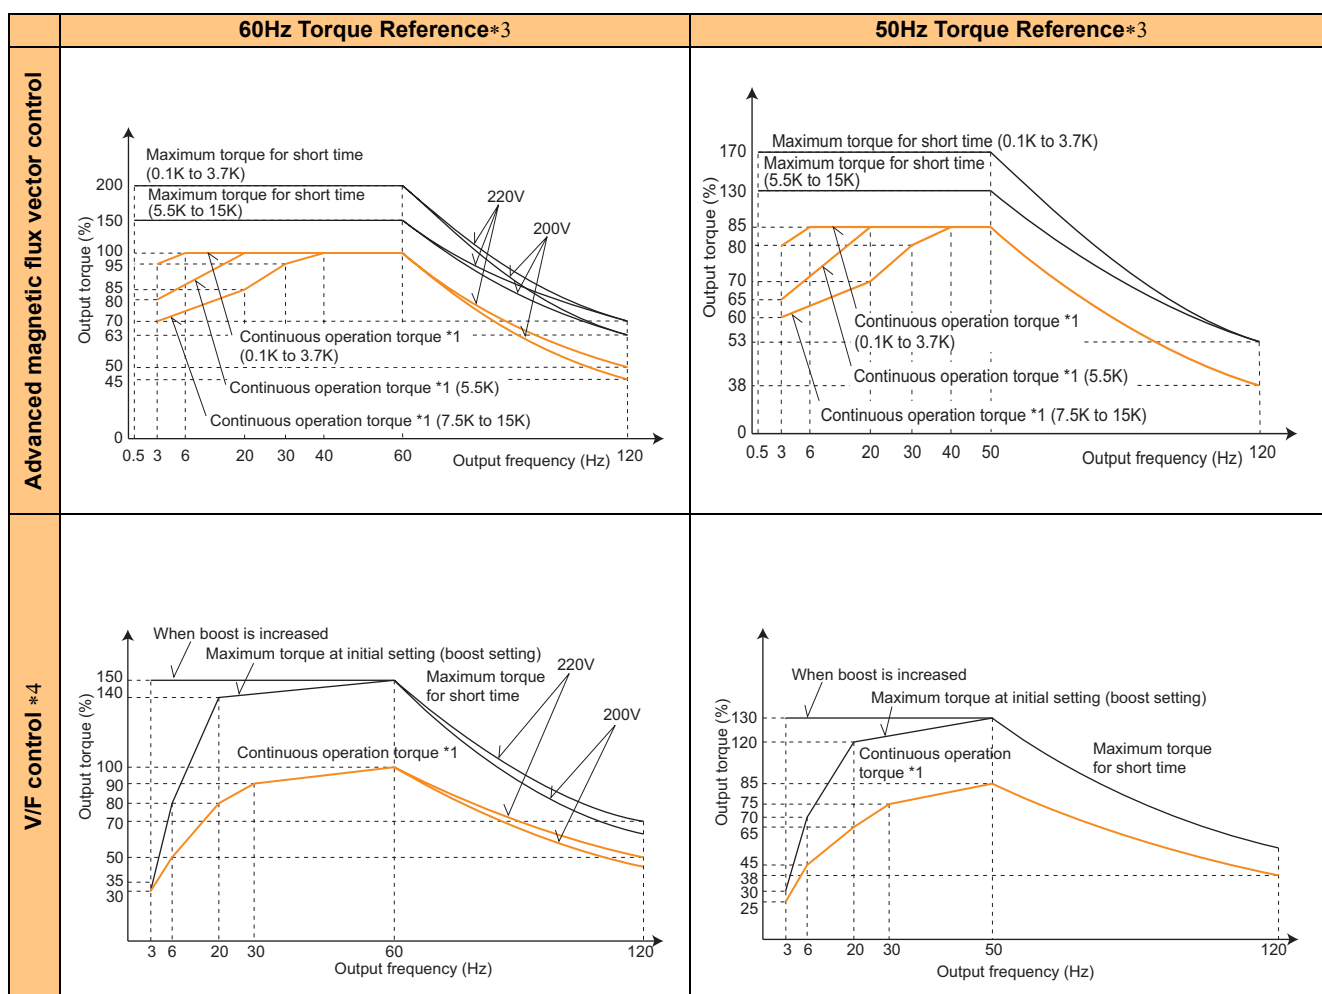 60Hz Torque Reference*3
50Hz Torque Reference*3
Advanced magnetic flux vector control
Output torque (%)
200
150
100
95
85
80
70
63
50
45
0
Maximum torque for short time
(0.1K to 3.7K)
Maximum torque for short time
(5.5K to 15K)
220V
200V
Continuous operation torque *1
(0.1K to 3.7K)
Continuous operation torque *1 (5.5K)
Continuous operation torque *1 (7.5K to 15K)
0.5 3 6 20 30 40 60 120
Output frequency (Hz)
Output torque (%)
170
130
85
80
70
65
60
53
38
0
Maximum torque for short time (0.1K to 3.7K)
Maximum torque for short time
(5.5K to 15K)
Continuous operation torque *1
(0.1K to 3.7K)
Continuous operation torque *1 (5.5K)
Continuous operation torque *1 (7.5K to 15K)
0.5 3 6 20 30 40 50 120
Output frequency (Hz)
V/F control *4
Output torque (%)
150
140
100
90
80
70
50
35
30
When boost is increased
Maximum torque at initial setting (boost setting)
Maximum torque
for short time
220V
200V
Continuous operation torque *1
3 6 20 30 60 120
Output frequency (Hz)
Output torque (%)
130
120
85
75
70
65
45
38
30
25
When boost is increased
Maximum torque at initial setting (boost setting)
Continuous operation
torque *1
Maximum torque
for short time
3 6 20 30 50 120
Output frequency (Hz)